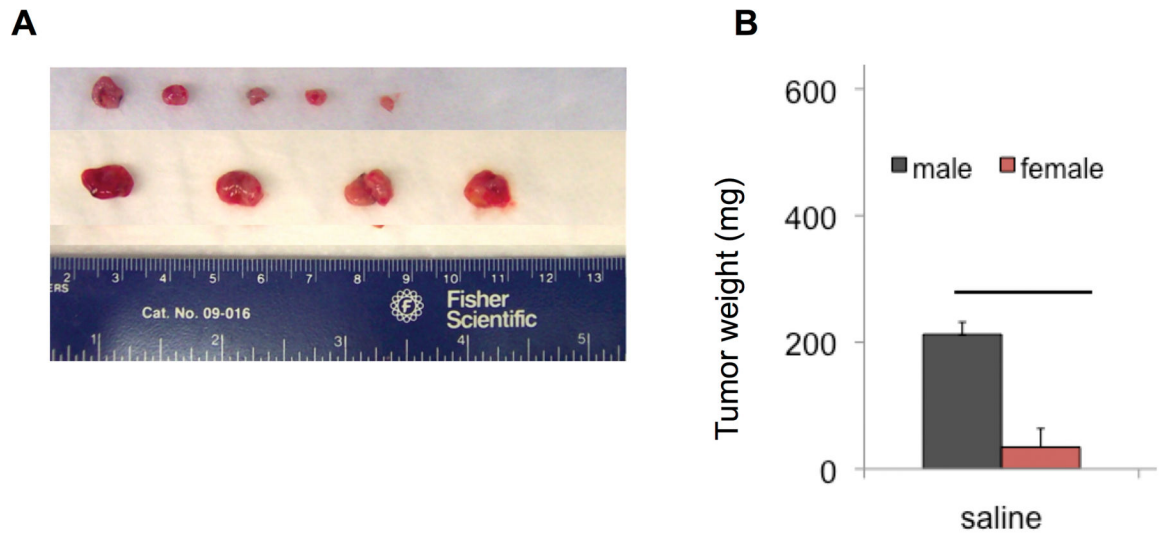 A
2 3 4 5 6 7 8 9 10 11 12 13
ERS
Cat. No. 09-016
F
Fisher
Scientific
1 2 3 4 5
B
Tumor weight (mg)
600
400
200
0
male female
saline